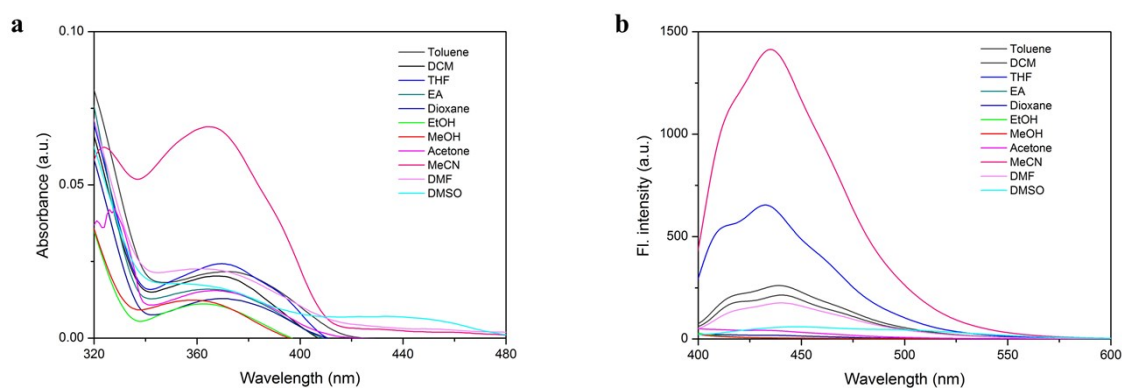 a
0.10
0.05
0.00
Absorbance (a.u.)
320
360
400
440
480
Wavelength (nm)
Toluene
DCM
THF
EA
Dioxane
EtOH
MeOH
Acetone
MeCN
DMF
DMSO
b
1500
1000
500
0
Fl. intensity (a.u.)
400
450
500
550
600
Wavelength (nm)
Toluene
DCM
THF
EA
Dioxane
EtOH
MeOH
Acetone
MeCN
DMF
DMSO